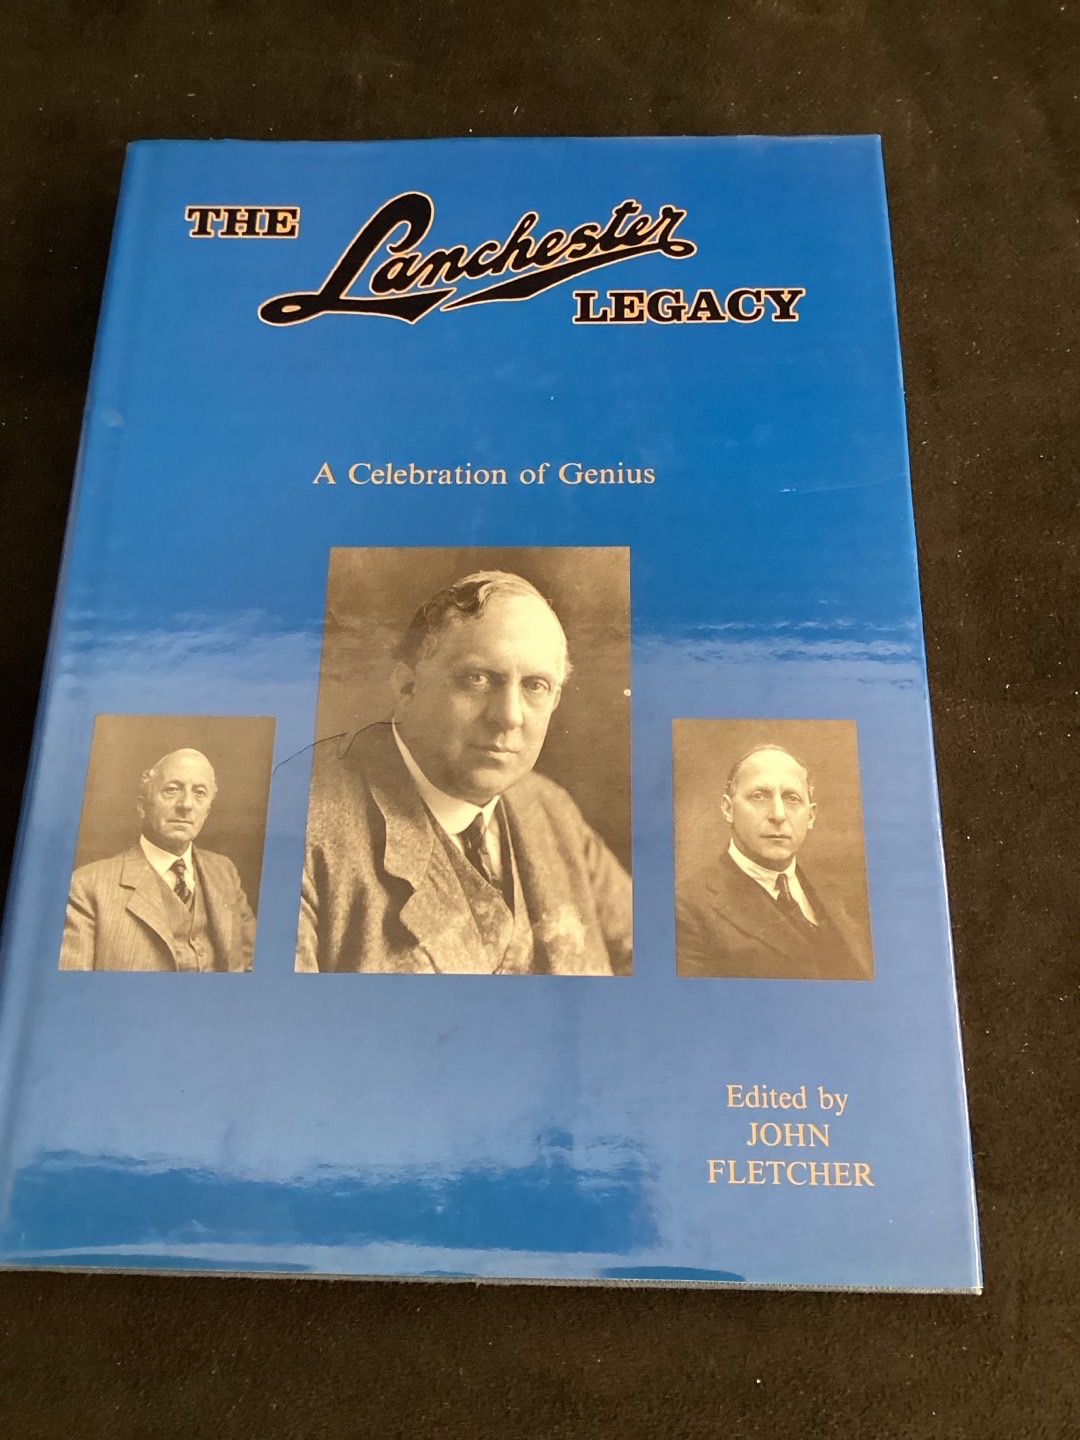 THE Lanchester
LEGACY
A Celebration of Genius
Edited by
JOHN
FLETCHER